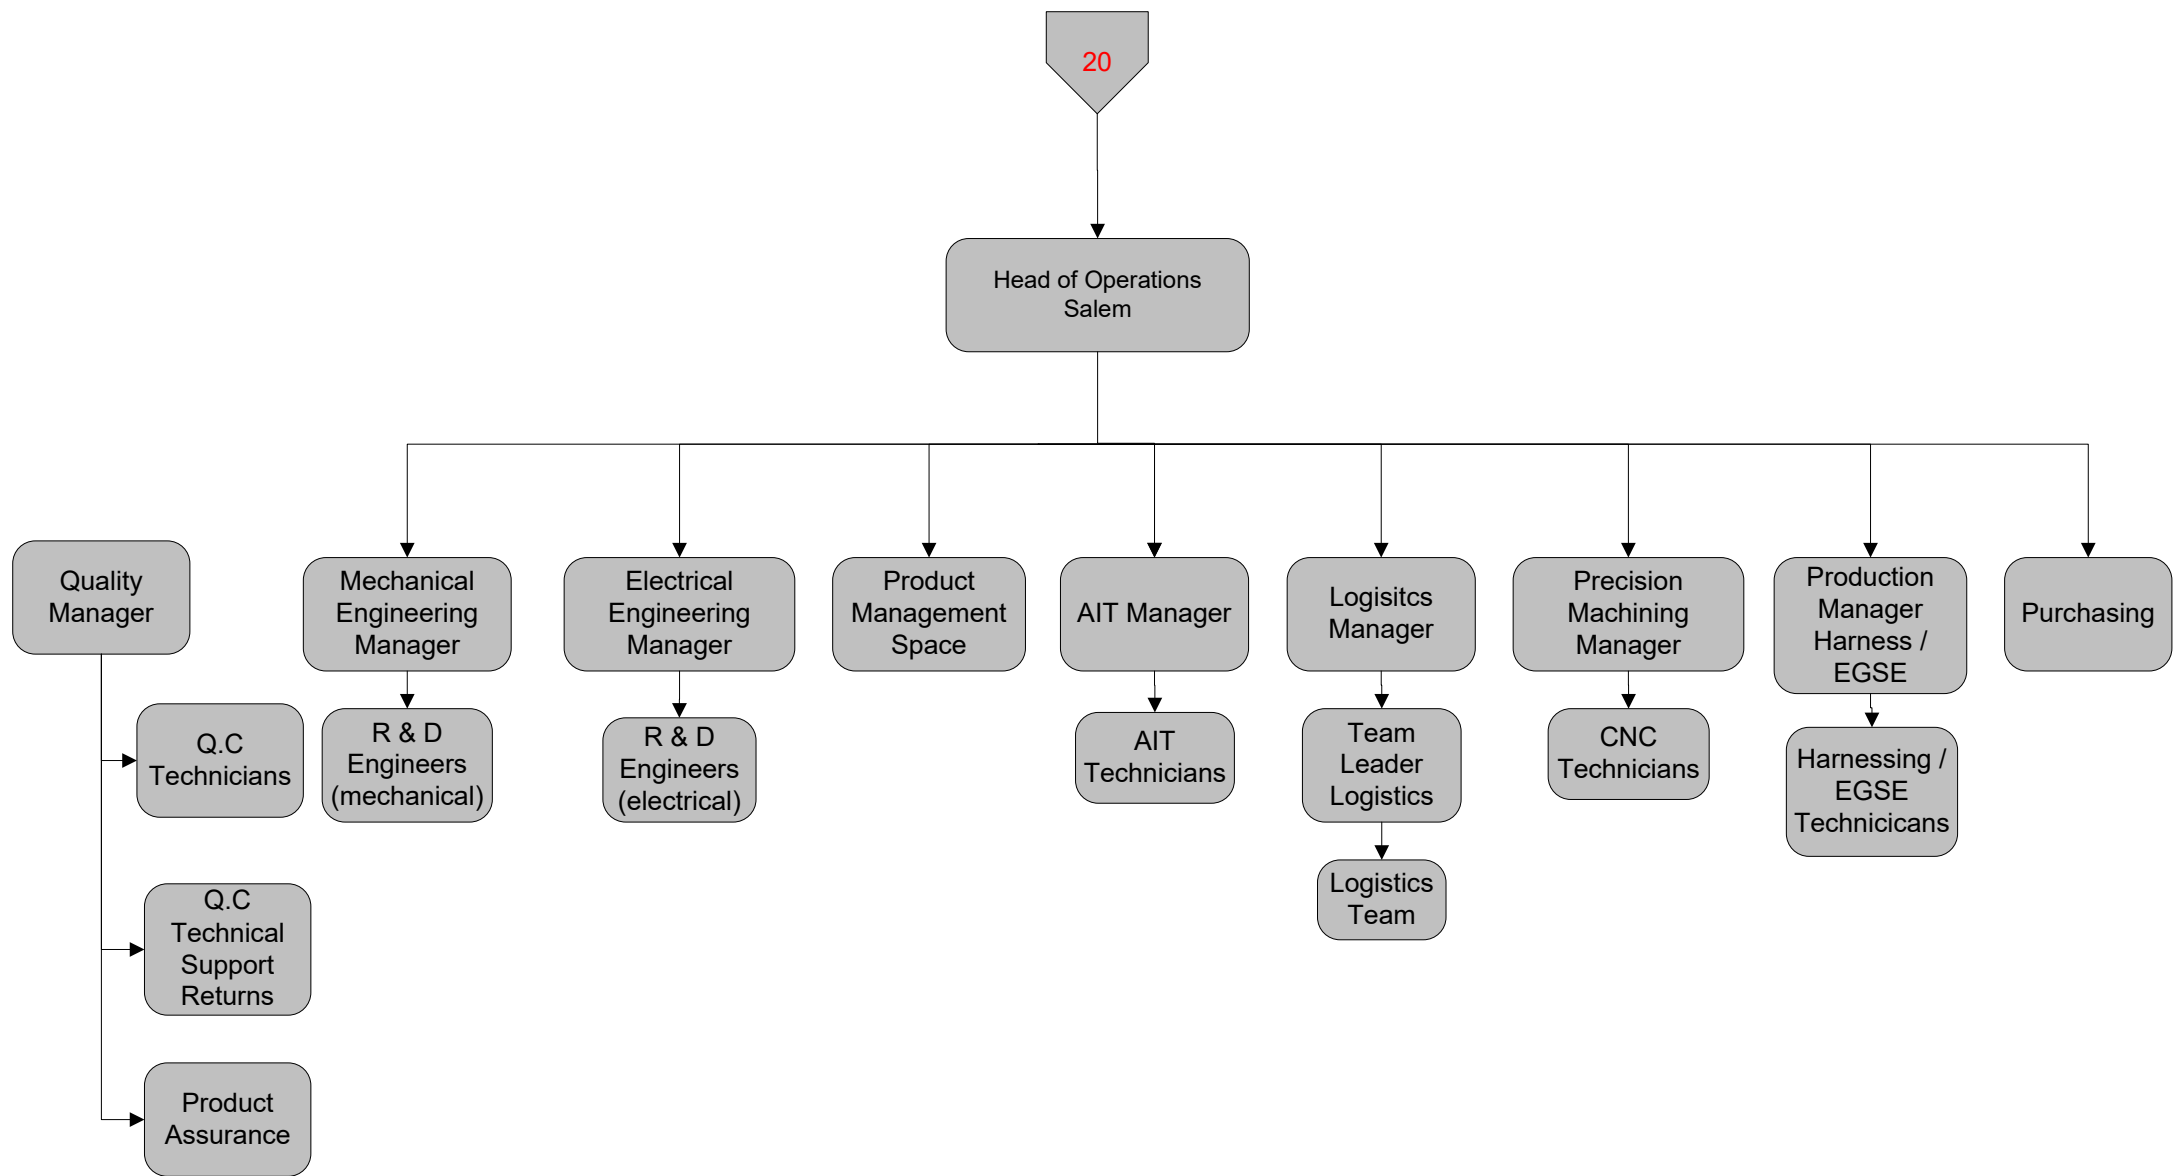 20
Head of Operations
Salem
Quality
Manager
Mechanical
Engineering
Manager
Electrical
Engineering
Manager
Product
Management
Space
AIT Manager
Logisitcs
Manager
Precision
Machining
Manager
Production
Manager
Harness /
EGSE
Purchasing
Q.C
Technicians
R & D
Engineers
(mechanical)
R & D
Engineers
(electrical)
AIT
Technicians
Team
Leader
Logistics
CNC
Technicians
Harnessing /
EGSE
Technicicans
Logistics
Team
Q.C
Technical
Support
Returns
Product
Assurance